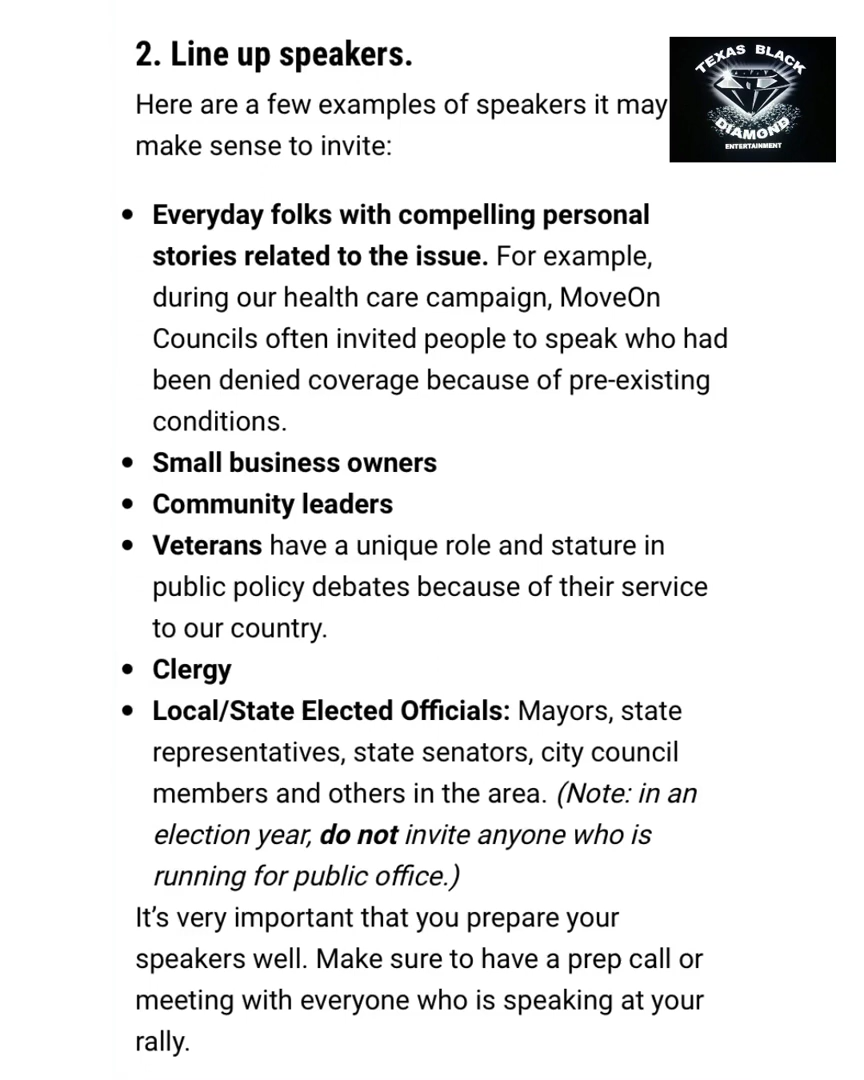 2. Line up speakers.
Here are a few examples of speakers it may
make sense to invite:
TEXAS BLACK
DIAMOND
ENTERTAINMENT
• Everyday folks with compelling personal
stories related to the issue. For example,
during our health care campaign, MoveOn
Councils often invited people to speak who had
been denied coverage because of pre-existing
conditions.
• Small business owners
• Community leaders
• Veterans have a unique role and stature in
public policy debates because of their service
to our country.
• Clergy
• Local/State Elected Officials: Mayors, state
representatives, state senators, city council
members and others in the area. (Note: in an
election year, do not invite anyone who is
running for public office.)
It’s very important that you prepare your
speakers well. Make sure to have a prep call or
meeting with everyone who is speaking at your
rally.